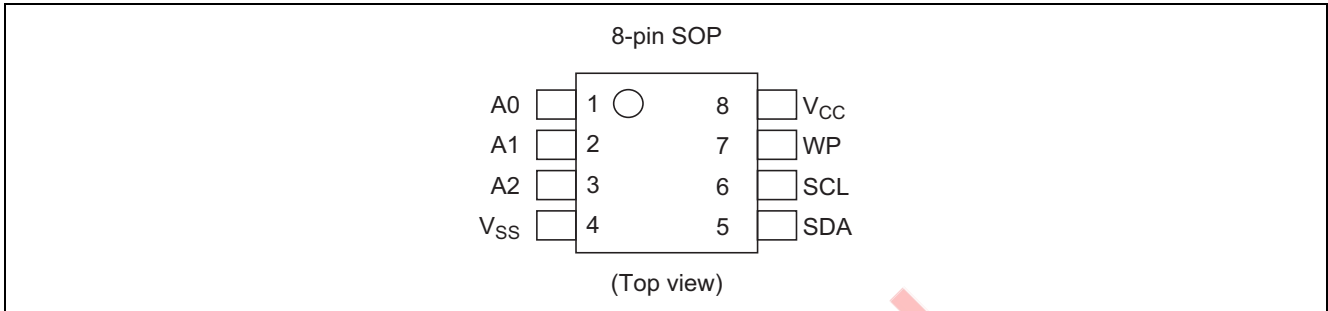 8-pin SOP
A0 1 8 VCC
A1 2 7 WP
A2 3 6 SCL
VSS 4 5 SDA
(Top view)